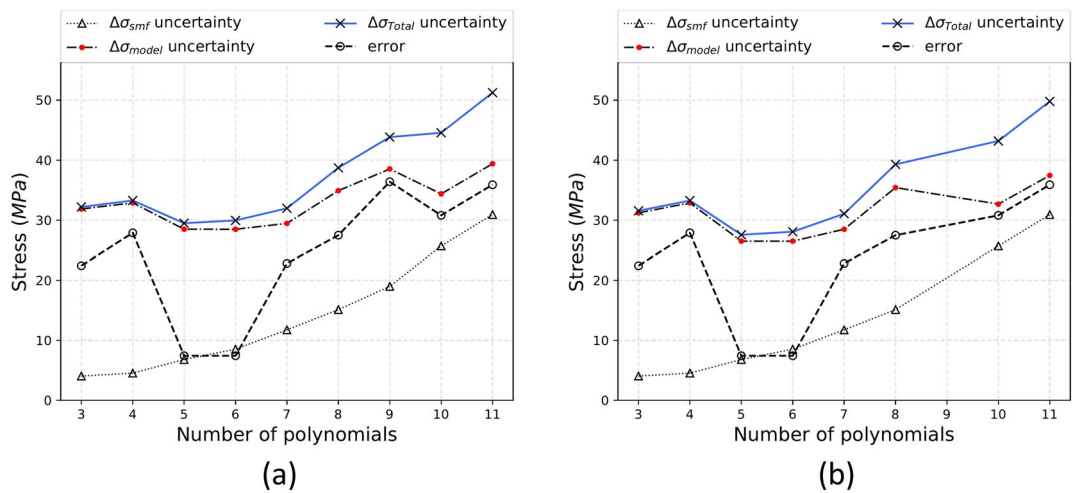 Δσsmf uncertainty
Δσmodel uncertainty
ΔσTotal uncertainty
error
Stress (MPa)
50
40
30
20
10
0
3 4 5 6 7 8 9 10 11
Number of polynomials
(a)
Δσsmf uncertainty
Δσmodel uncertainty
ΔσTotal uncertainty
error
Stress (MPa)
50
40
30
20
10
0
3 4 5 6 7 8 10 11
Number of polynomials
(b)